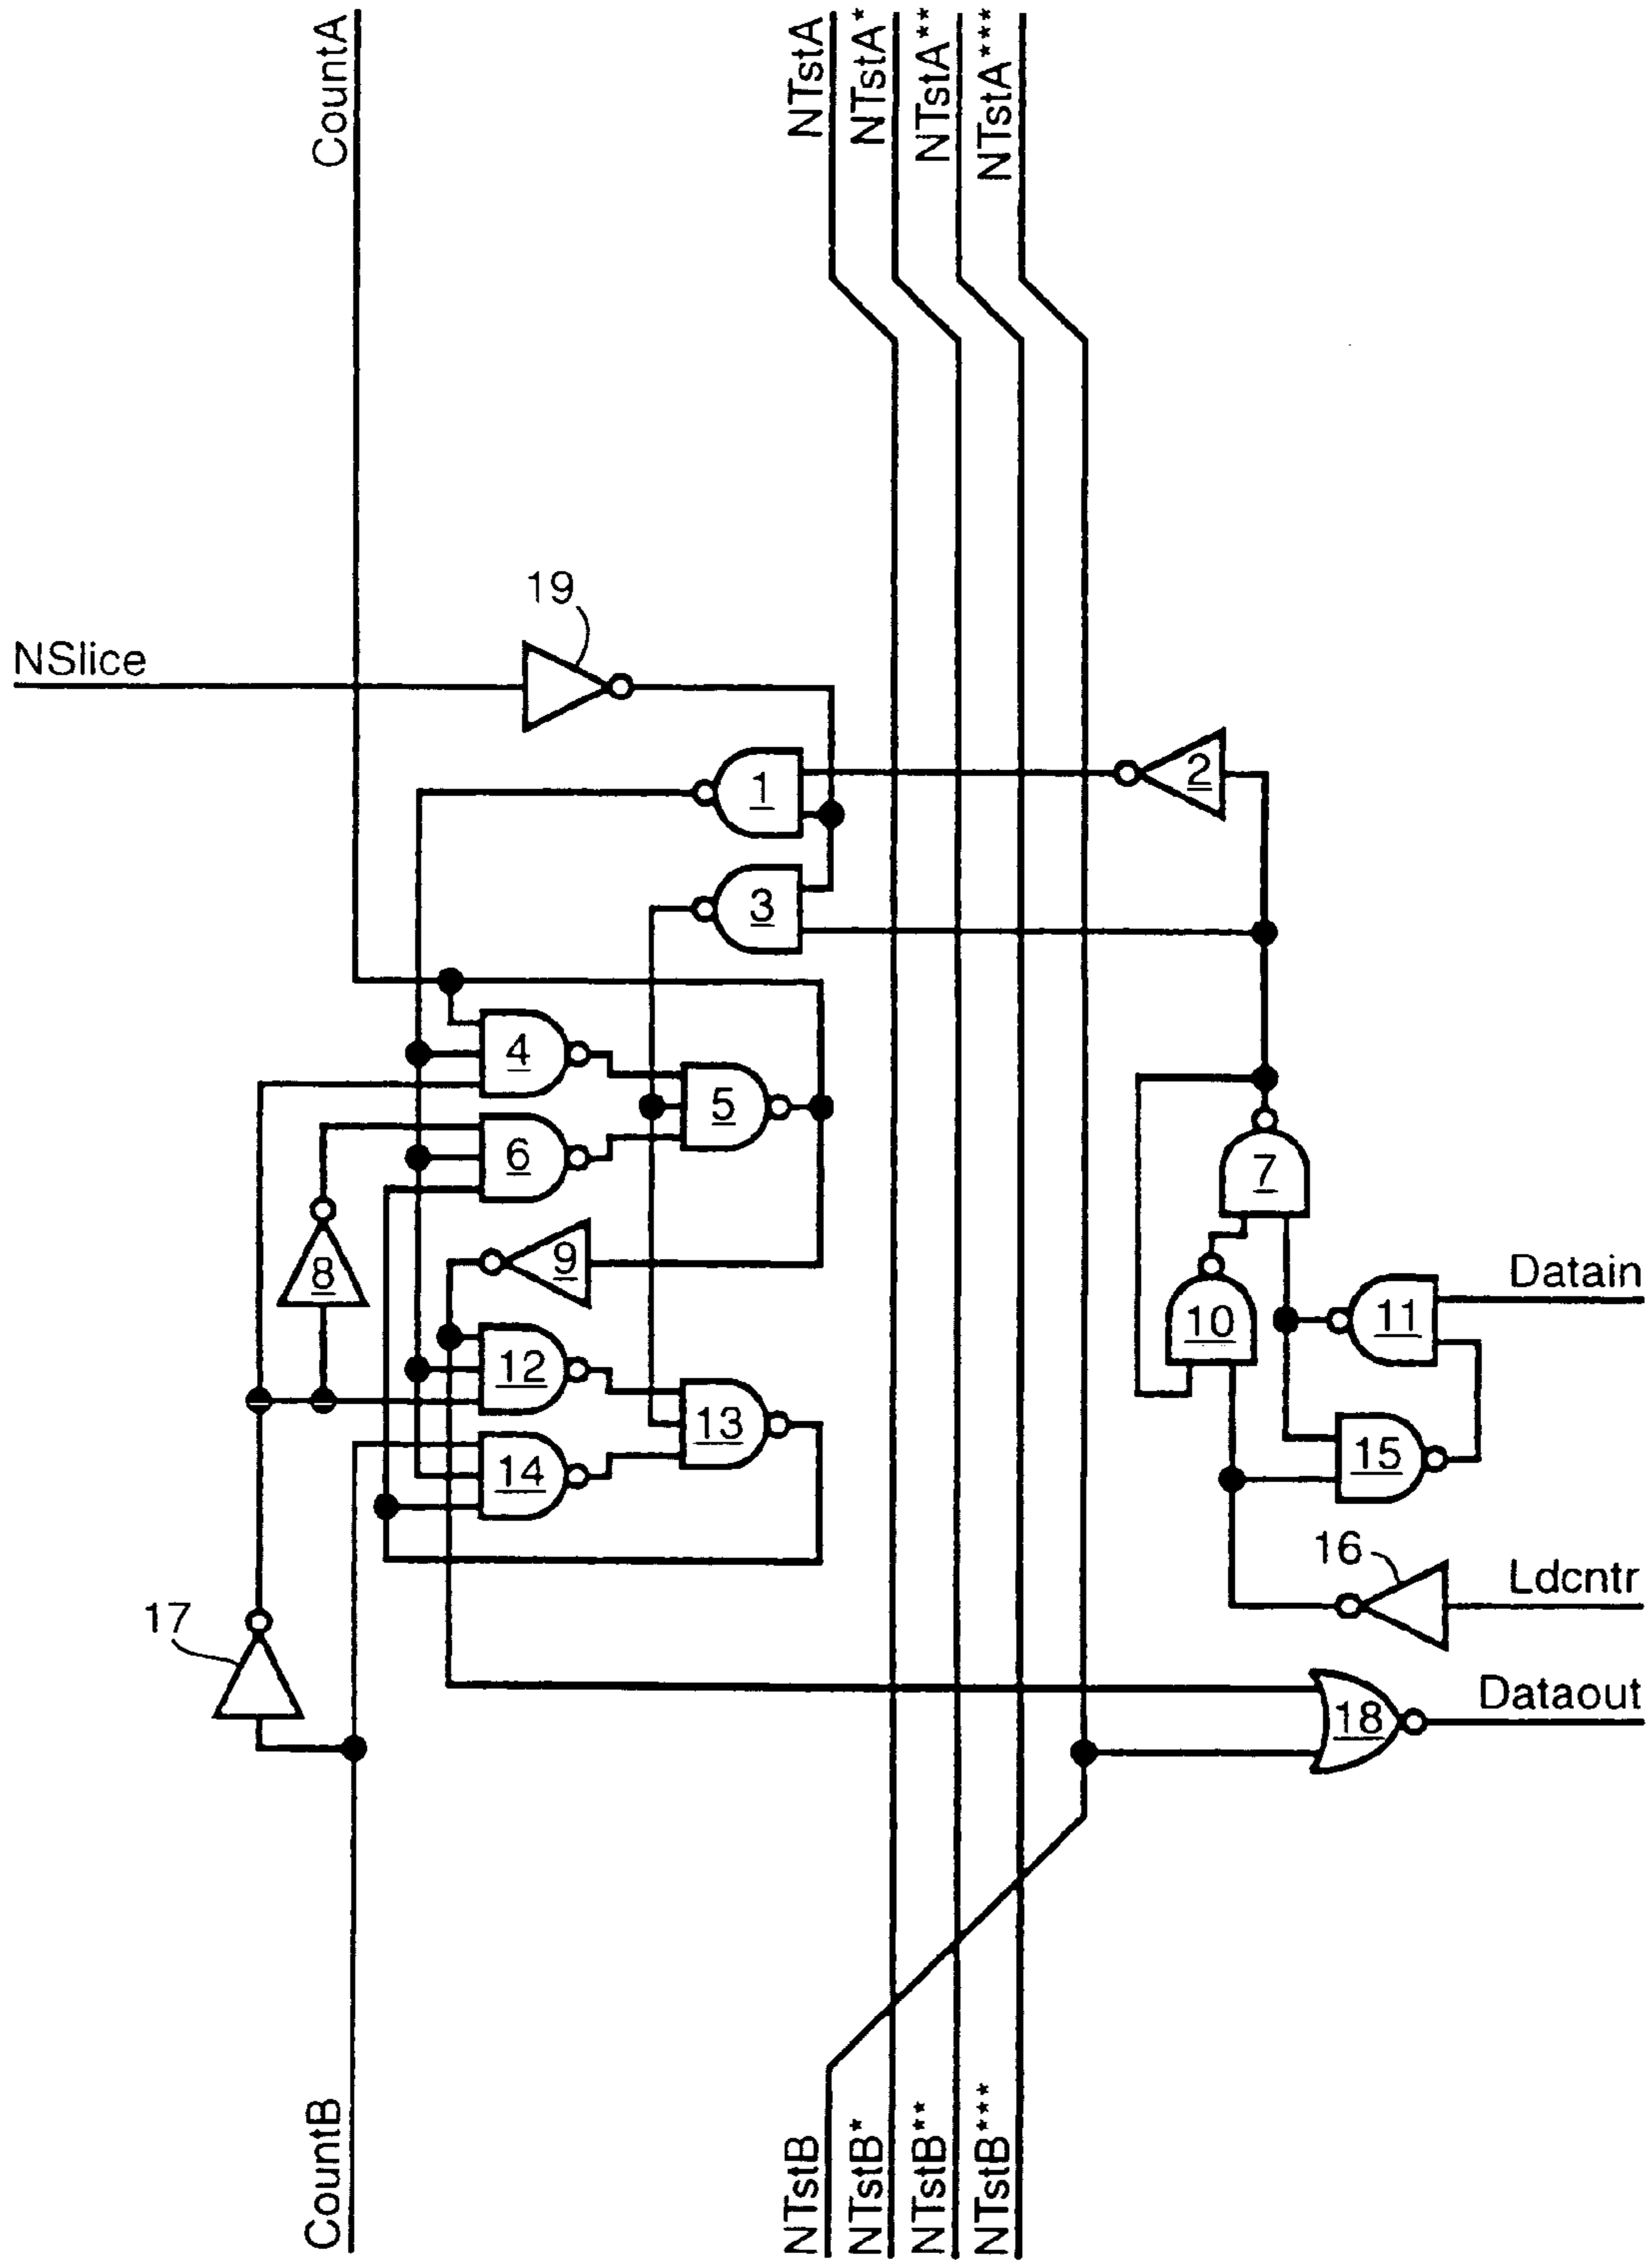 CountA
NTstA
NTstA*
NTstA**
NTstA***
19
NSlice
1
2
3
4
5
6
7
8
9
Datain
10
11
12
13
14
15
16
Ldcntr
17
18
Dataout
CountB
NTstB
NTstB*
NTstB**
NTstB***